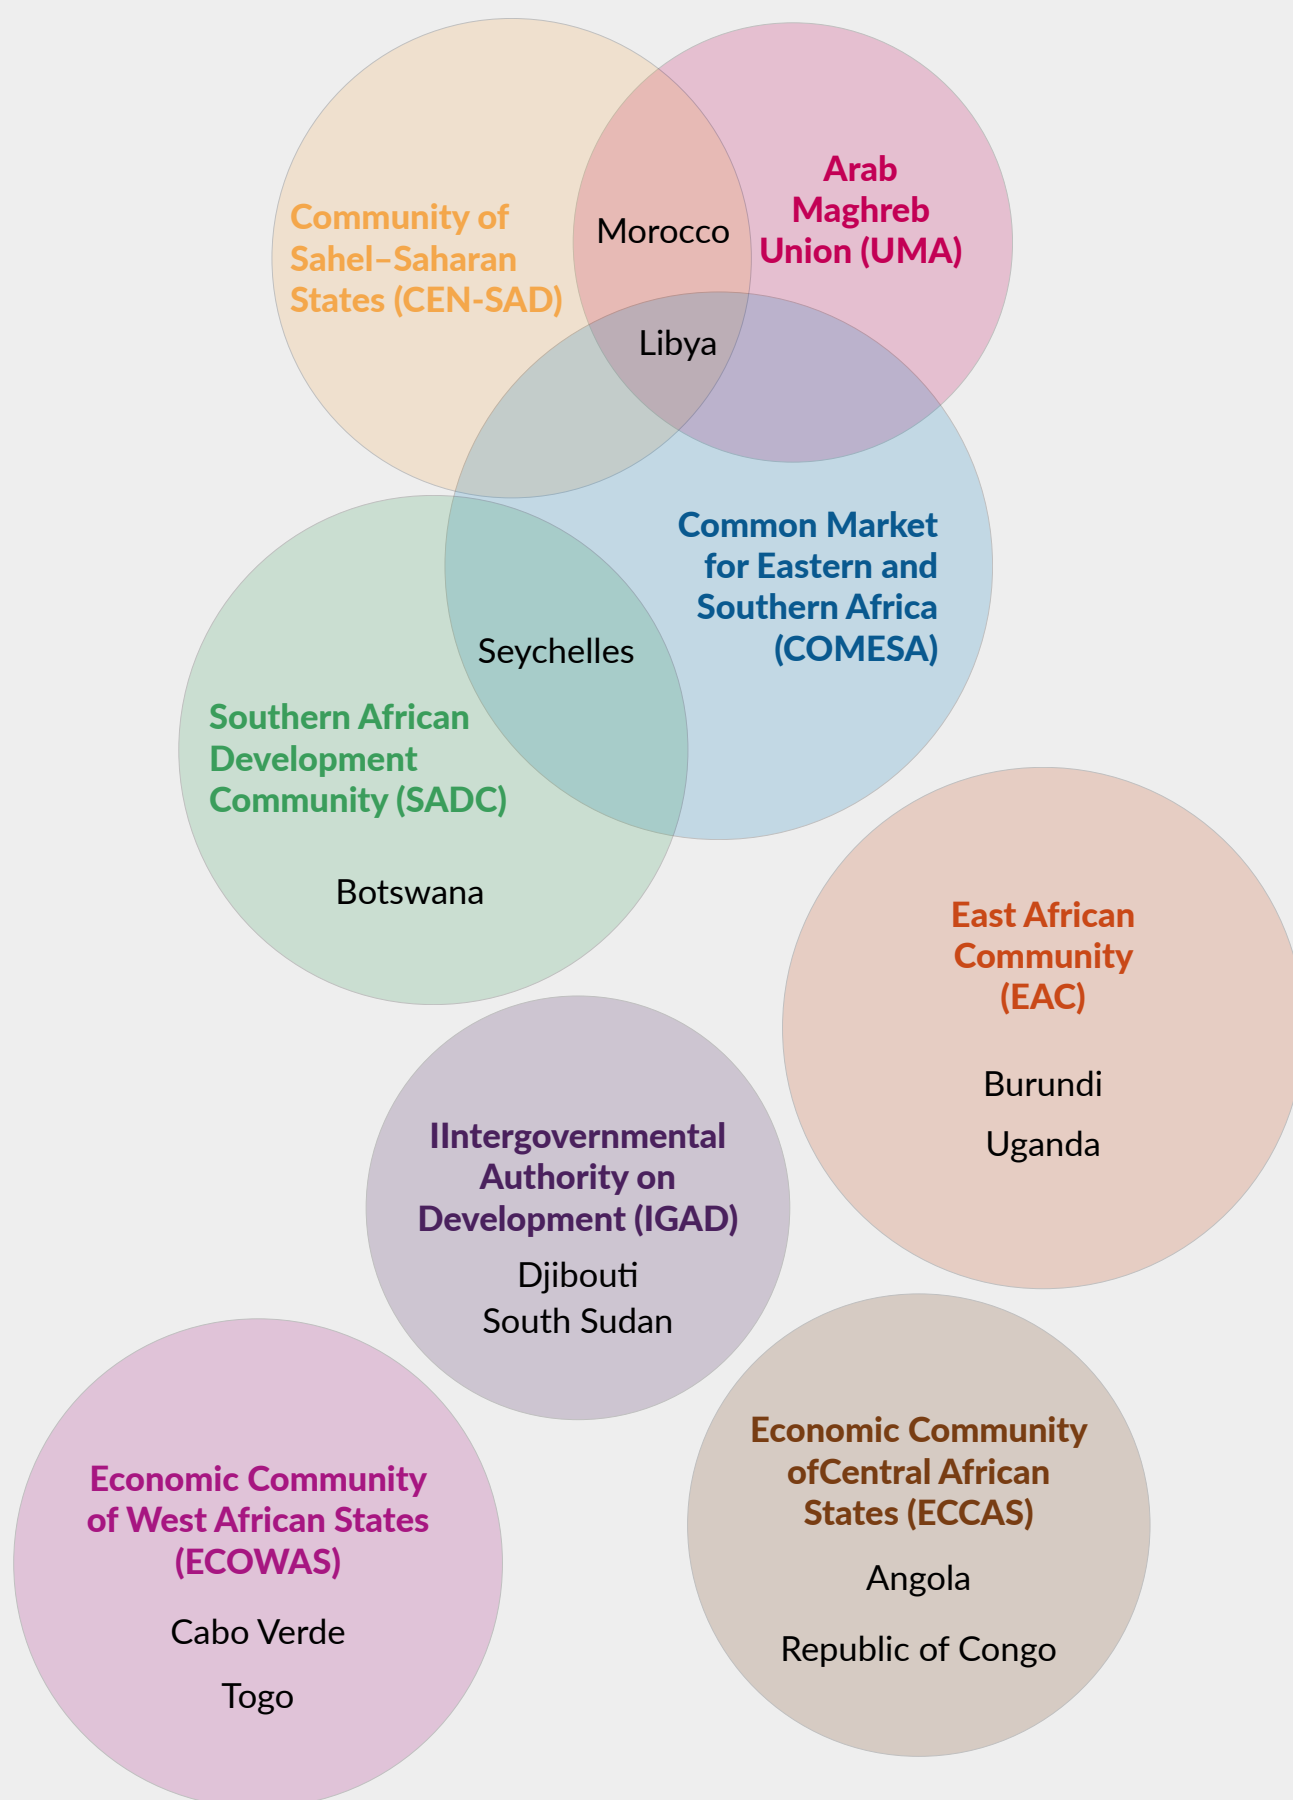 Community of
Sahel–Saharan
States (CEN-SAD)
Morocco
Arab
Maghreb
Union (UMA)
Libya
Common Market
for Eastern and
Southern Africa
(COMESA)
Seychelles
Southern African
Development
Community (SADC)
Botswana
East African
Community
(EAC)
Burundi
Uganda
IIntergovernmental
Authority on
Development (IGAD)
Djibouti
South Sudan
Economic Community
ofCentral African
States (ECCAS)
Angola
Republic of Congo
Economic Community
of West African States
(ECOWAS)
Cabo Verde
Togo